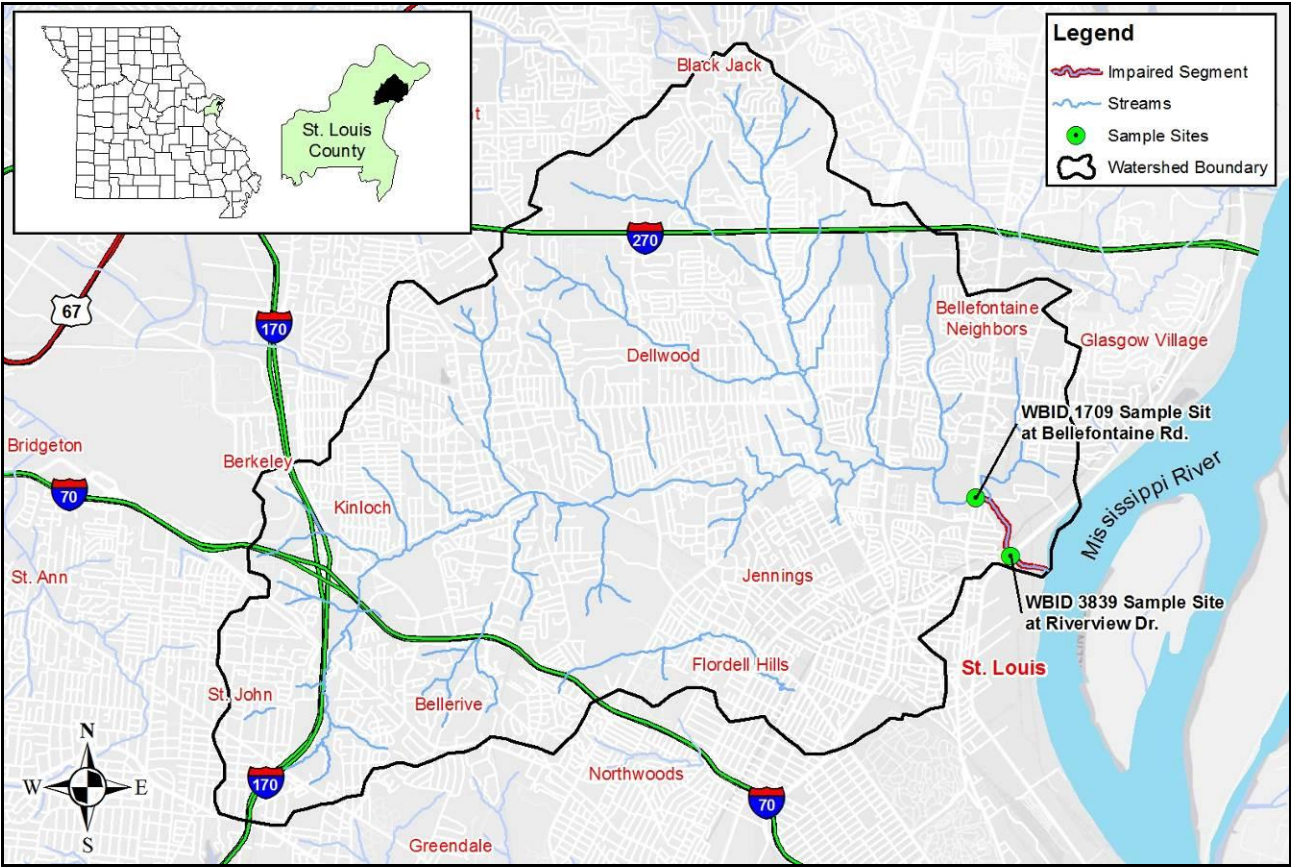 St. Louis
County
Legend
Impaired Segment
Streams
Sample Sites
Watershed Boundary
Black Jack
t
270
67
170
Bellefontaine
Neighbors
Glasgow Village
Dellwood
WBID 1709 Sample Sit
at Bellefontaine Rd.
Bridgeton
Berkeley
70
Kinloch
Mississippi River
St. Ann
Jennings
WBID 3839 Sample Site
at Riverview Dr.
Flordell Hills
St. Louis
St. John
Bellerive
N
W
E
S
170
Northwoods
70
Greendale